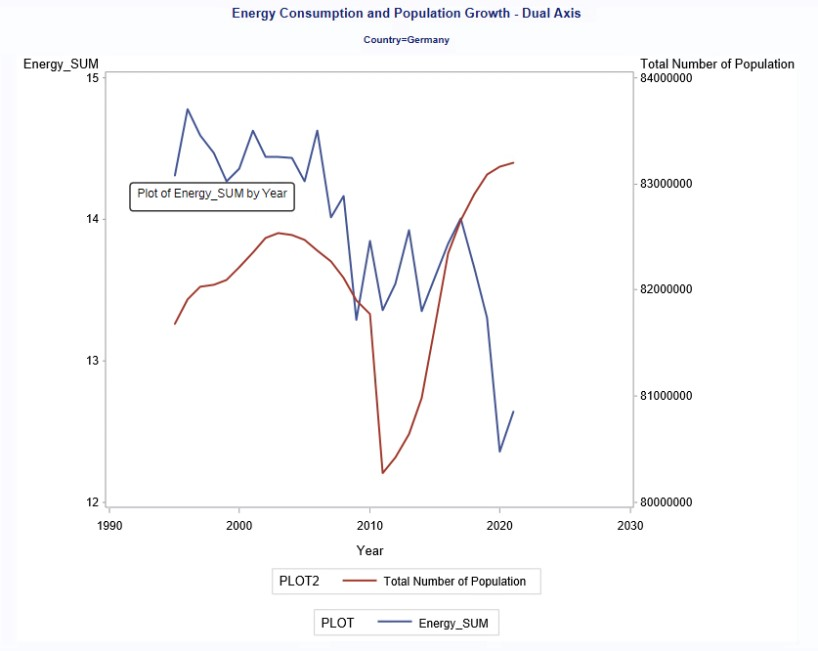 Energy Consumption and Population Growth - Dual Axis
Country=Germany
Energy_SUM
Total Number of Population
15
84000000
Plot of Energy_SUM by Year
83000000
14
82000000
13
81000000
12
80000000
1990
2000
2010
2020
2030
Year
PLOT2 Total Number of Population
PLOT Energy_SUM